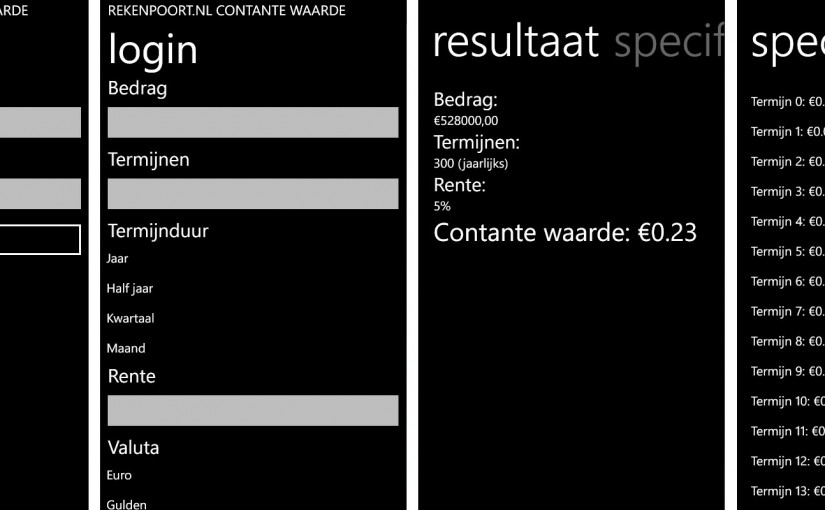 ARDE
REKENPOORT.NL CONTANTE WAARDE
login
Bedrag
Termijnen
Termijnduur
Jaar
Half jaar
Kwartaal
Maand
Rente
Valuta
Euro
Gulden
resultaat specif
Bedrag:
€528000,00
Termijnen:
300 (jaarlijks)
Rente:
5%
Contante waarde: €0.23
spec
Termijn 0: €0.
Termijn 1: €0.
Termijn 2: €0.
Termijn 3: €0.
Termijn 4: €0.
Termijn 5: €0.
Termijn 6: €0.
Termijn 7: €0.
Termijn 8: €0.
Termijn 9: €0.
Termijn 10: €0
Termijn 11: €0
Termijn 12: €0
Termijn 13: €0